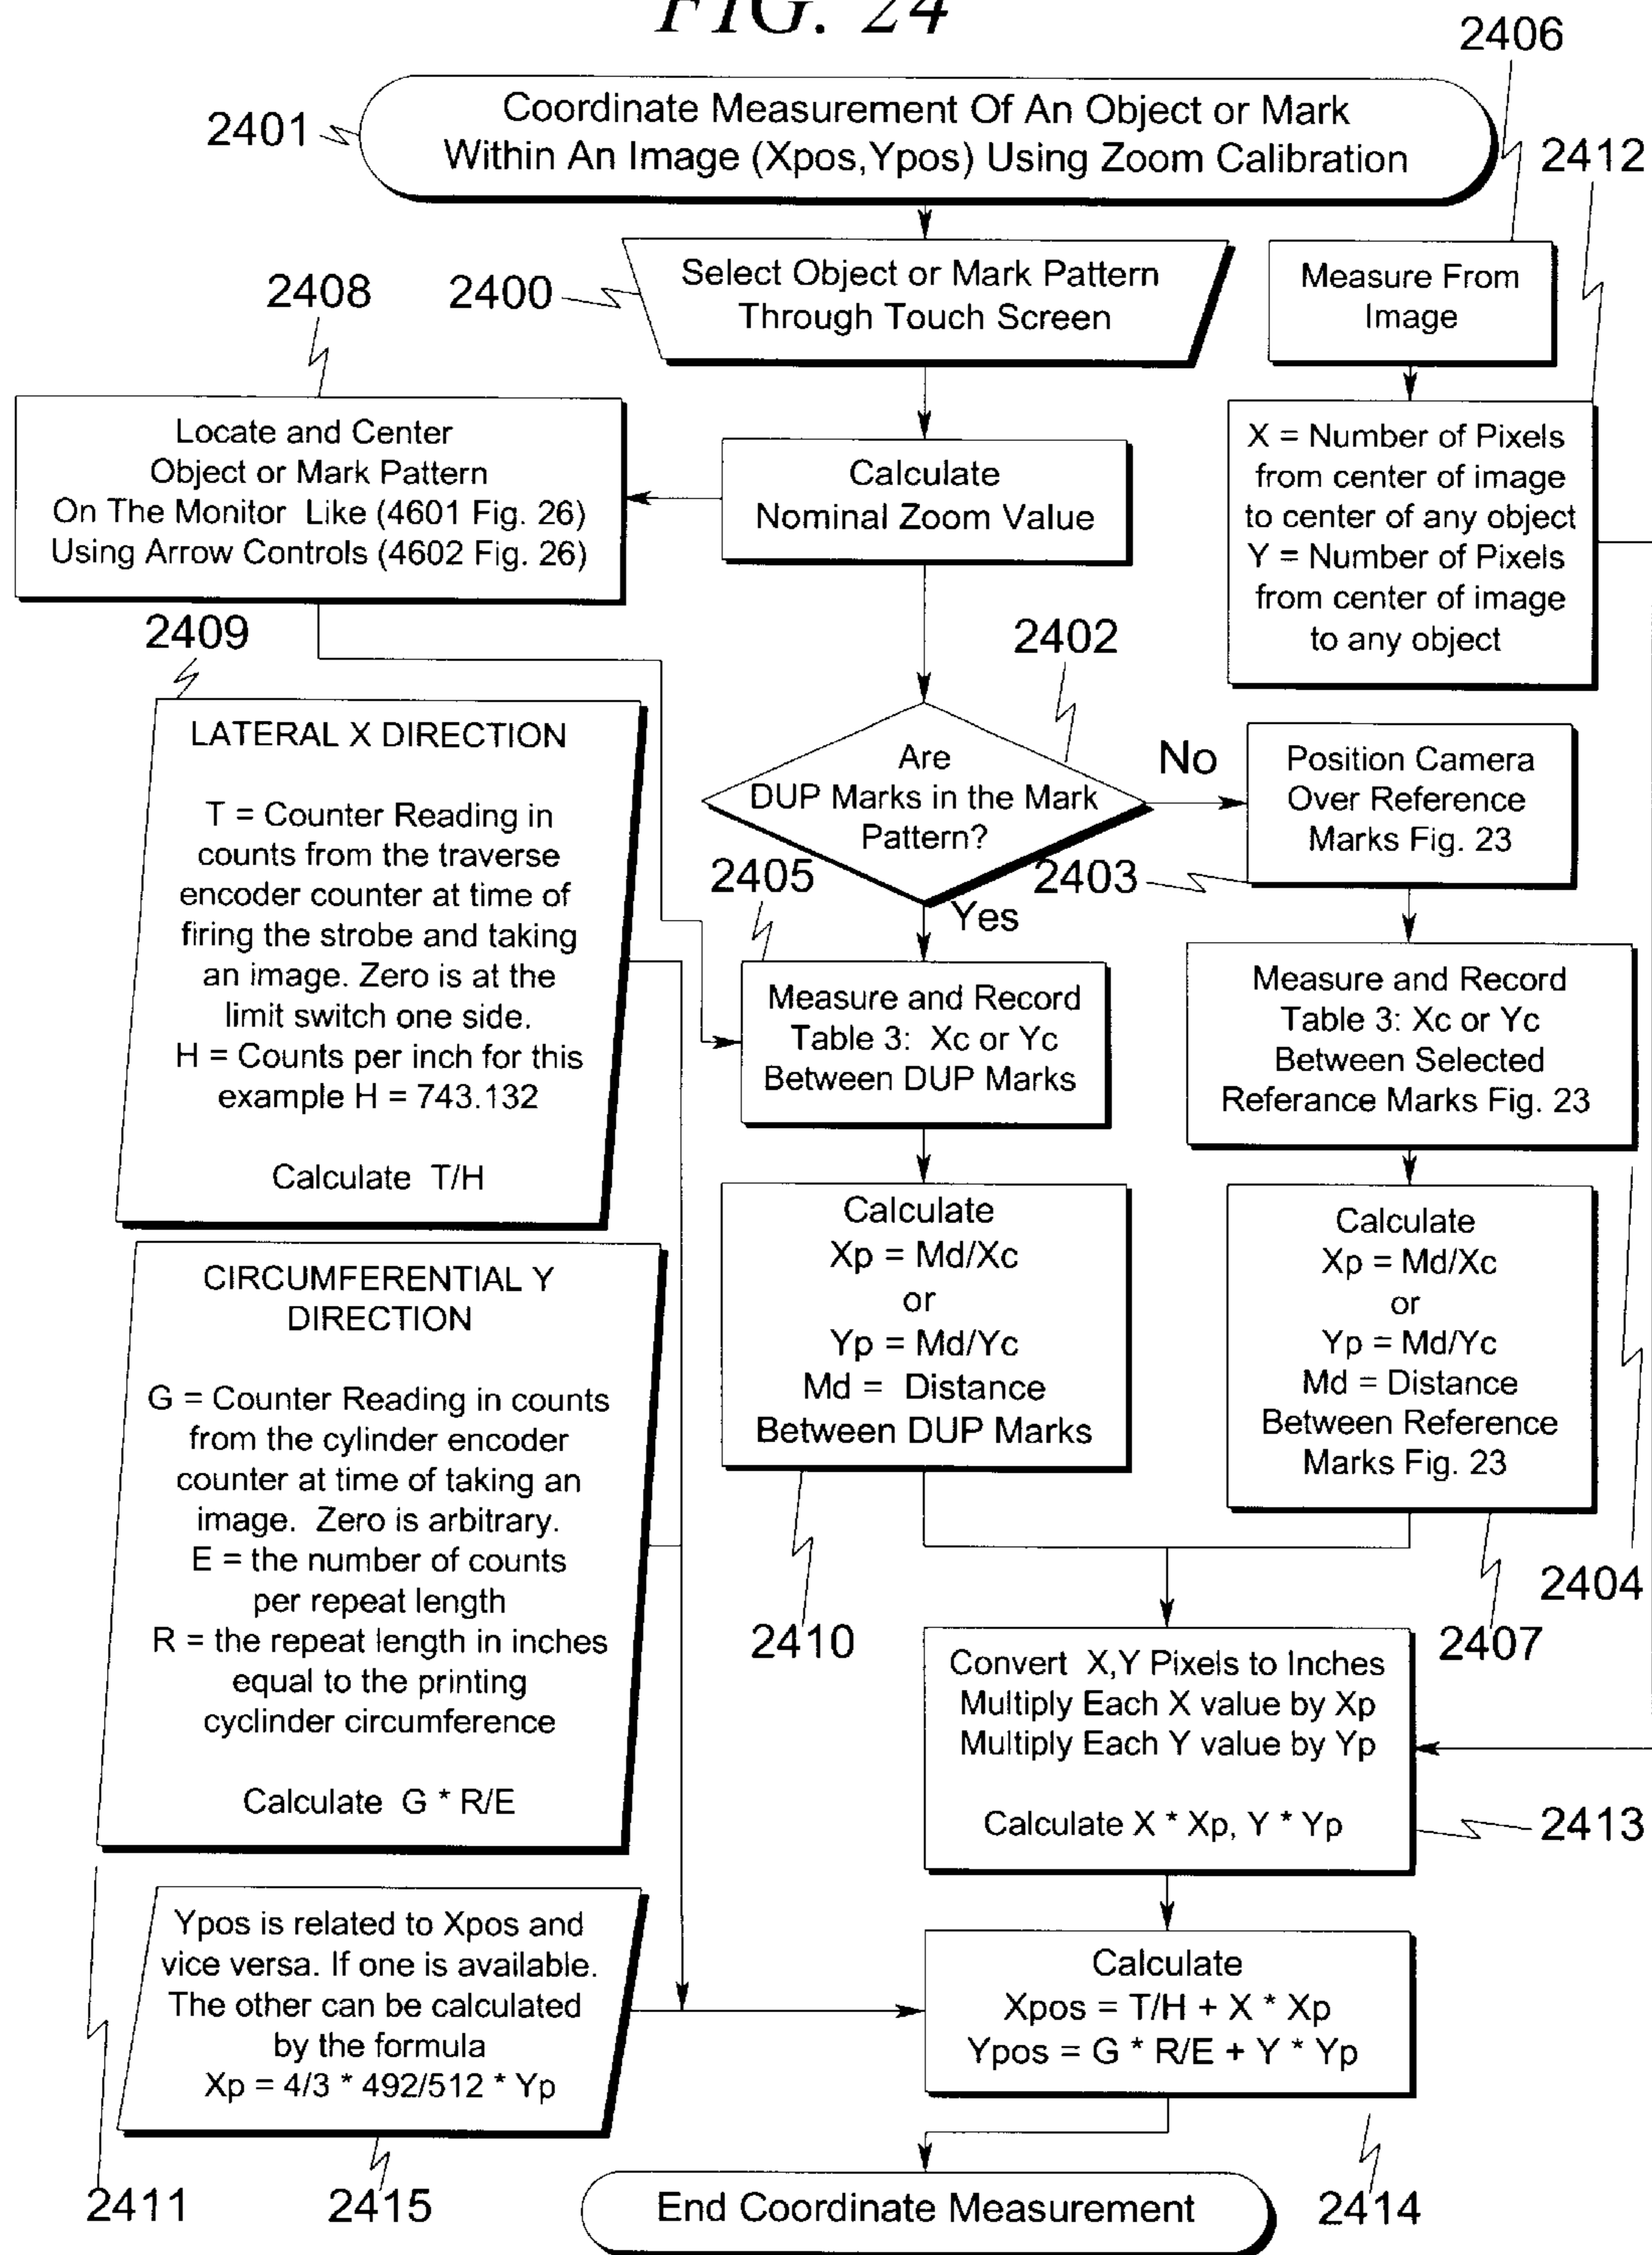 FIG. 24
2406
2401
Coordinate Measurement Of An Object or Mark
Within An Image (Xpos,Ypos) Using Zoom Calibration
2412
2408
2400
Select Object or Mark Pattern
Through Touch Screen
Measure From
Image
Locate and Center
Object or Mark Pattern
On The Monitor Like (4601 Fig. 26)
Using Arrow Controls (4602 Fig. 26)
Calculate
Nominal Zoom Value
X = Number of Pixels
from center of image
to center of any object
Y = Number of Pixels
from center of image
to any object
2409
2402
LATERAL X DIRECTION
T = Counter Reading in
counts from the traverse
encoder counter at time of
firing the strobe and taking
an image. Zero is at the
limit switch one side.
H = Counts per inch for this
example H = 743.132
Calculate T/H
Are
DUP Marks in the Mark
Pattern?
No
Position Camera
Over Reference
Marks Fig. 23
2405
2403
Yes
Measure and Record
Table 3: Xc or Yc
Between DUP Marks
Measure and Record
Table 3: Xc or Yc
Between Selected
Referance Marks Fig. 23
Calculate
Xp = Md/Xc
or
Yp = Md/Yc
Md = Distance
Between DUP Marks
Calculate
Xp = Md/Xc
or
Yp = Md/Yc
Md = Distance
Between Reference
Marks Fig. 23
CIRCUMFERENTIAL Y
DIRECTION
G = Counter Reading in counts
from the cylinder encoder
counter at time of taking an
image. Zero is arbitrary.
E = the number of counts
per repeat length
R = the repeat length in inches
equal to the printing
cyclinder circumference
Calculate G * R/E
2404
2410
2407
Convert X,Y Pixels to Inches
Multiply Each X value by Xp
Multiply Each Y value by Yp
Calculate X * Xp, Y * Yp
2413
Ypos is related to Xpos and
vice versa. If one is available.
The other can be calculated
by the formula
Xp = 4/3 * 492/512 * Yp
Calculate
Xpos = T/H + X * Xp
Ypos = G * R/E + Y * Yp
2411
2415
End Coordinate Measurement
2414